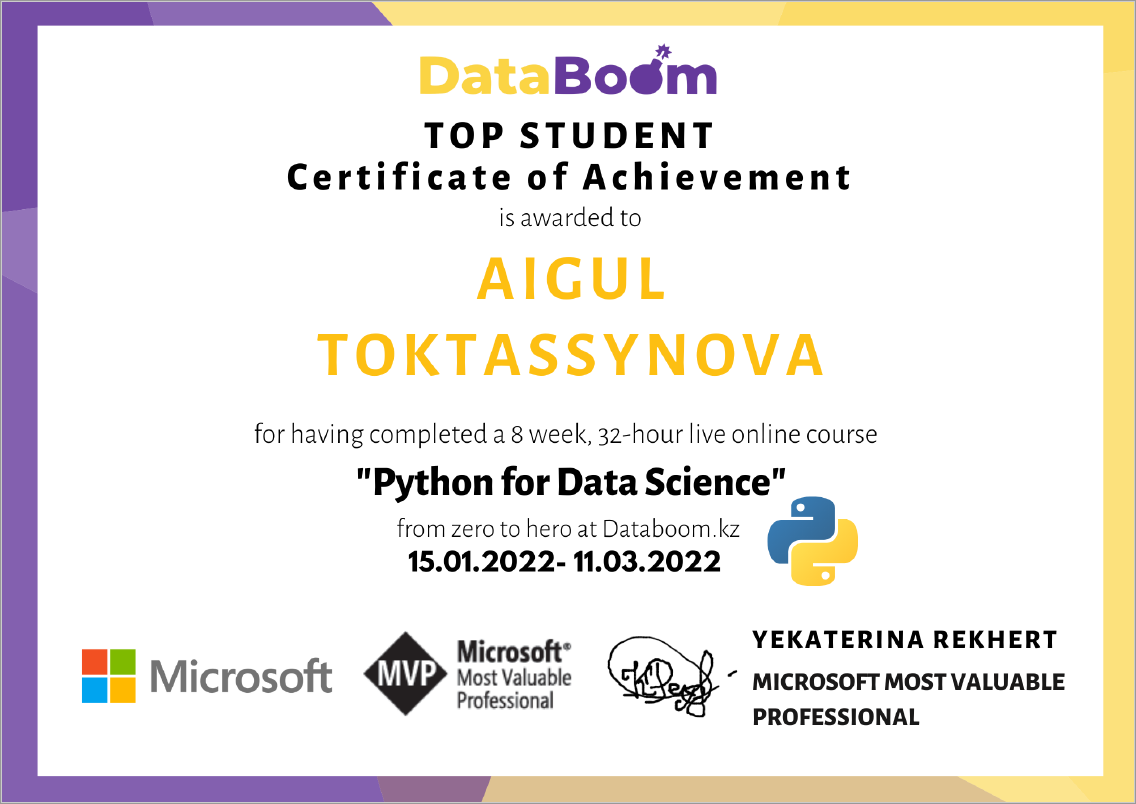 DataBoom
TOP STUDENT
Certificate of Achievement
is awarded to
AIGUL
TOKTASSYNOVA
for having completed a 8 week, 32-hour live online course
"Python for Data Science"
from zero to hero at Databoom.kz
15.01.2022- 11.03.2022
Microsoft
MVP
Microsoft®
Most Valuable
Professional
YEKATERINA REKHERT
MICROSOFT MOST VALUABLE
PROFESSIONAL